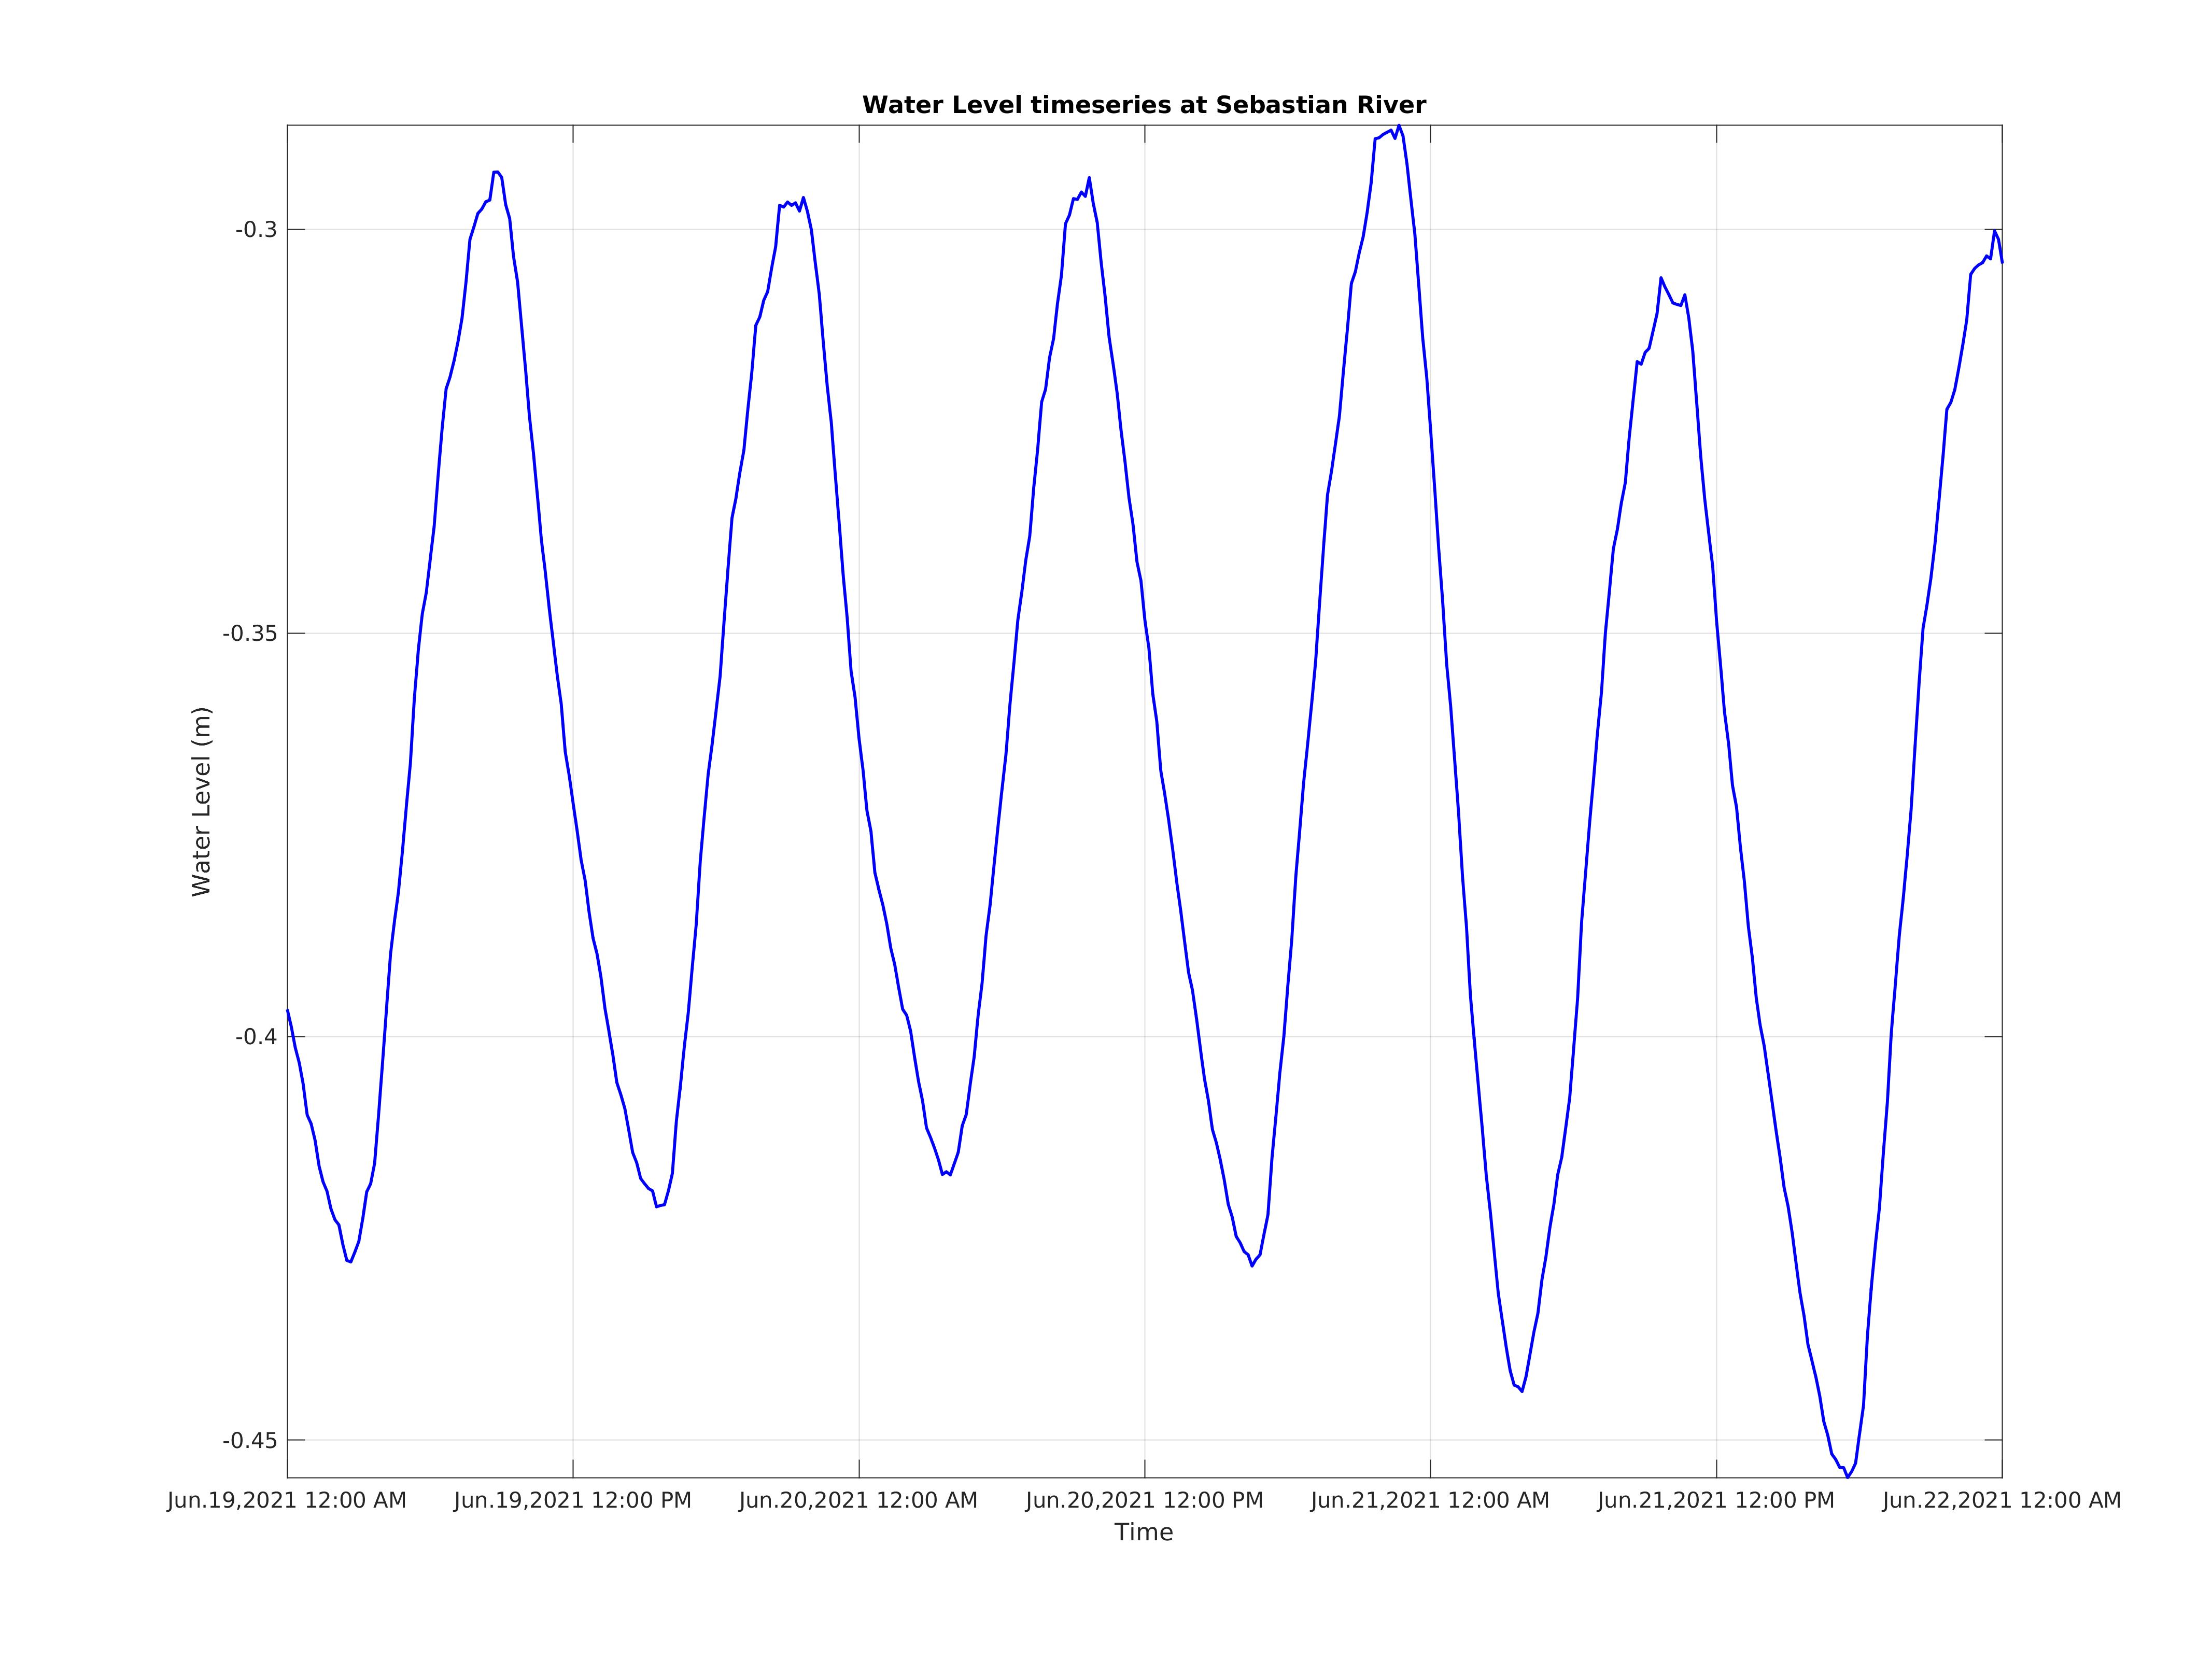 Water Level timeseries at Sebastian River
-0.3
-0.35
-0.4
-0.45
Water Level (m)
Jun.19,2021 12:00 AM Jun.19,2021 12:00 PM Jun.20,2021 12:00 AM Jun.20,2021 12:00 PM Jun.21,2021 12:00 AM Jun.21,2021 12:00 PM Jun.22,2021 12:00 AM
Time